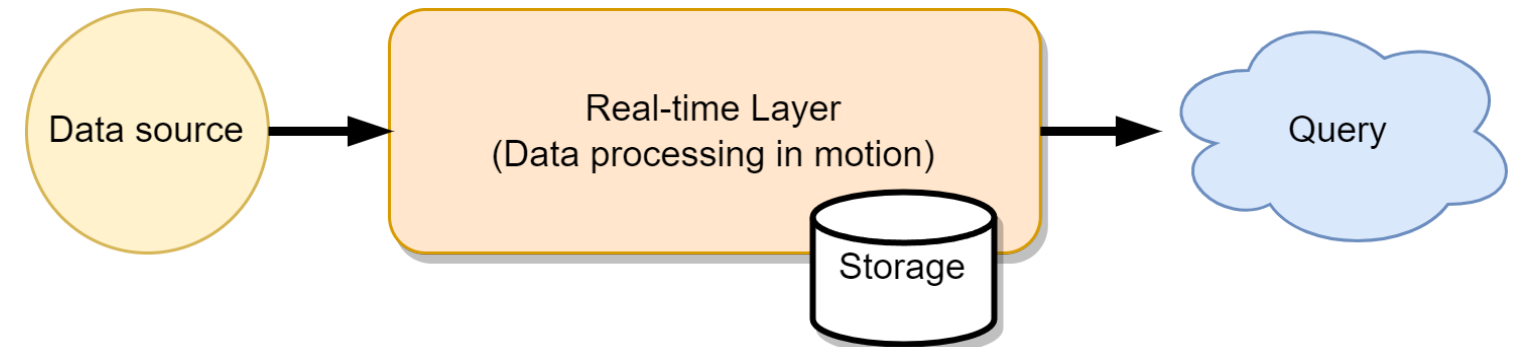 Data source
Real-time Layer
(Data processing in motion)
Query
Storage